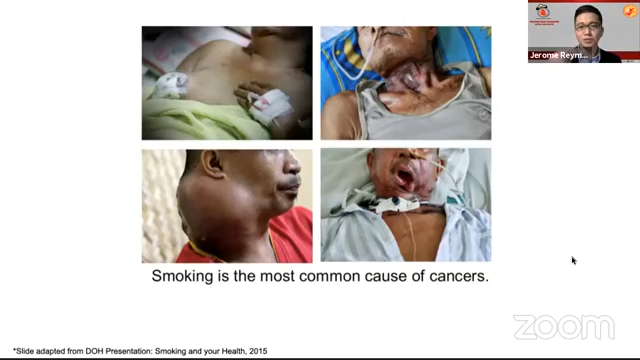 Jerome Reym...
Smoking is the most common cause of cancers.
zoom
*Slide adapted from DOH Presentation: Smoking and your Health, 2015